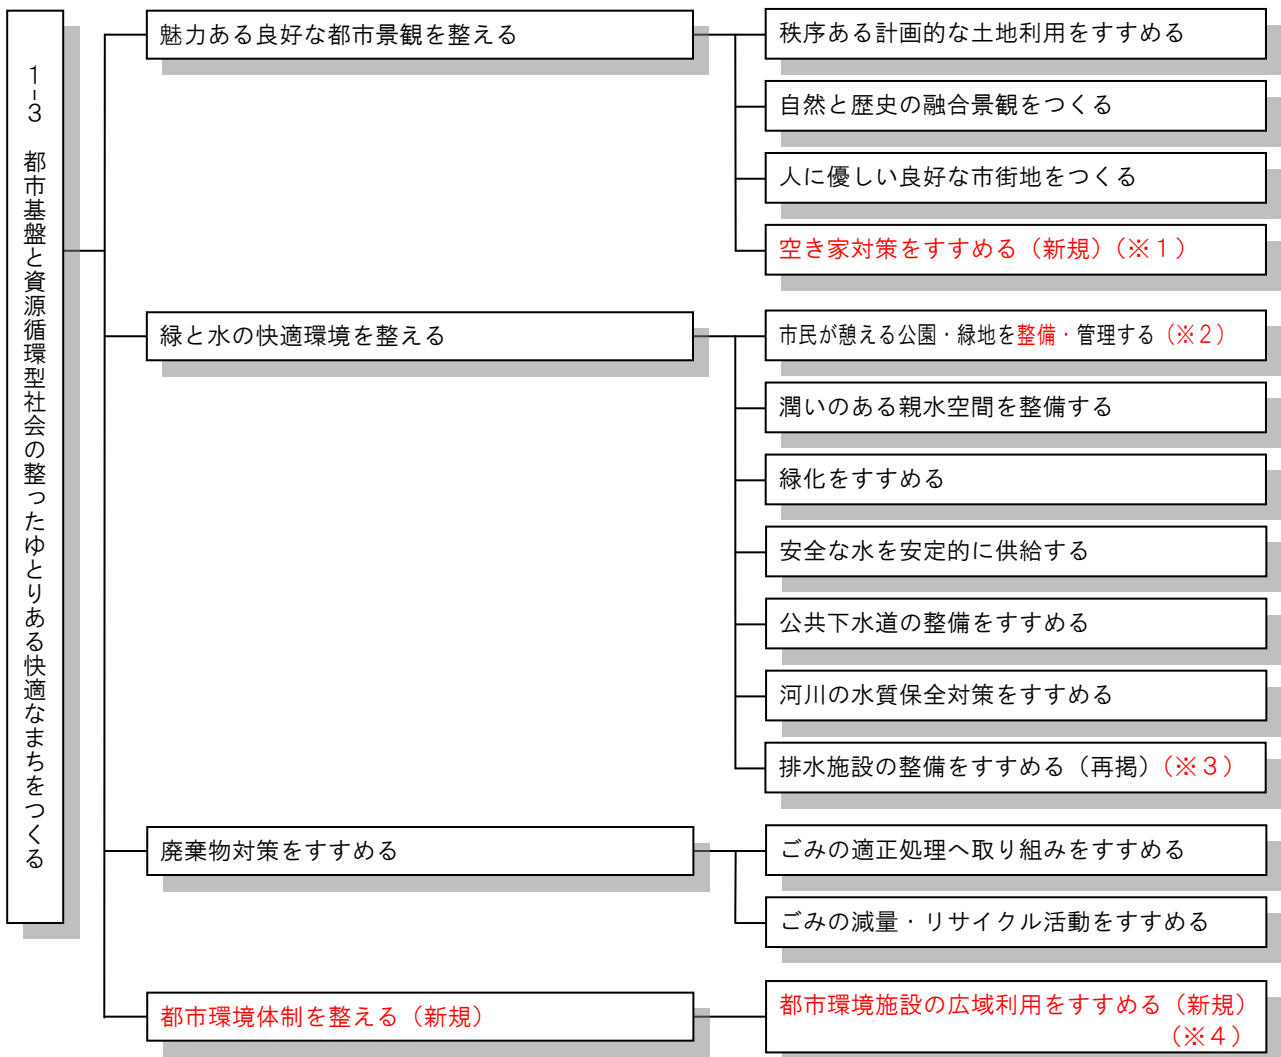 1-3 都市基盤と資源循環型社会の整ったゆとりある快適なまちをつくる
魅力ある良好な都市景観を整える
秩序ある計画的な土地利用をすすめる
自然と歴史の融合景観をつくる
人に優しい良好な市街地をつくる
空き家対策をすすめる（新規）（※１）
緑と水の快適環境を整える
市民が憩える公園・緑地を整備・管理する（※２）
潤いのある親水空間を整備する
緑化をすすめる
安全な水を安定的に供給する
公共下水道の整備をすすめる
河川の水質保全対策をすすめる
排水施設の整備をすすめる（再掲）（※３）
廃棄物対策をすすめる
ごみの適正処理へ取り組みをすすめる
ごみの減量・リサイクル活動をすすめる
都市環境体制を整える（新規）
都市環境施設の広域利用をすすめる（新規）
（※４）